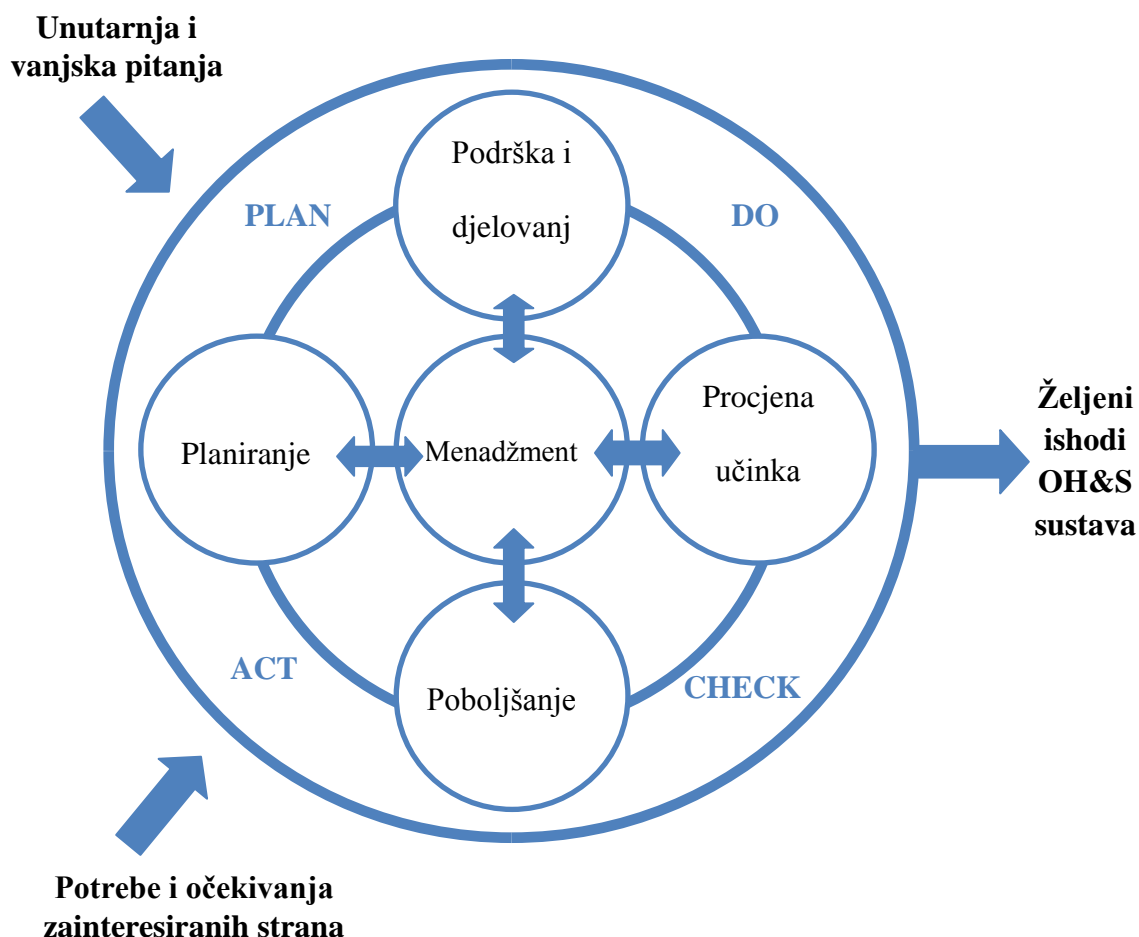 Unutarnja i
vanjska pitanja
Podrška i
djelovanj
PLAN
DO
Planiranje
Menadžment
Procjena
učinka
Željeni
ishodi
OH&S
sustava
ACT
CHECK
Poboljšanje
Potrebe i očekivanja
zainteresiranih strana